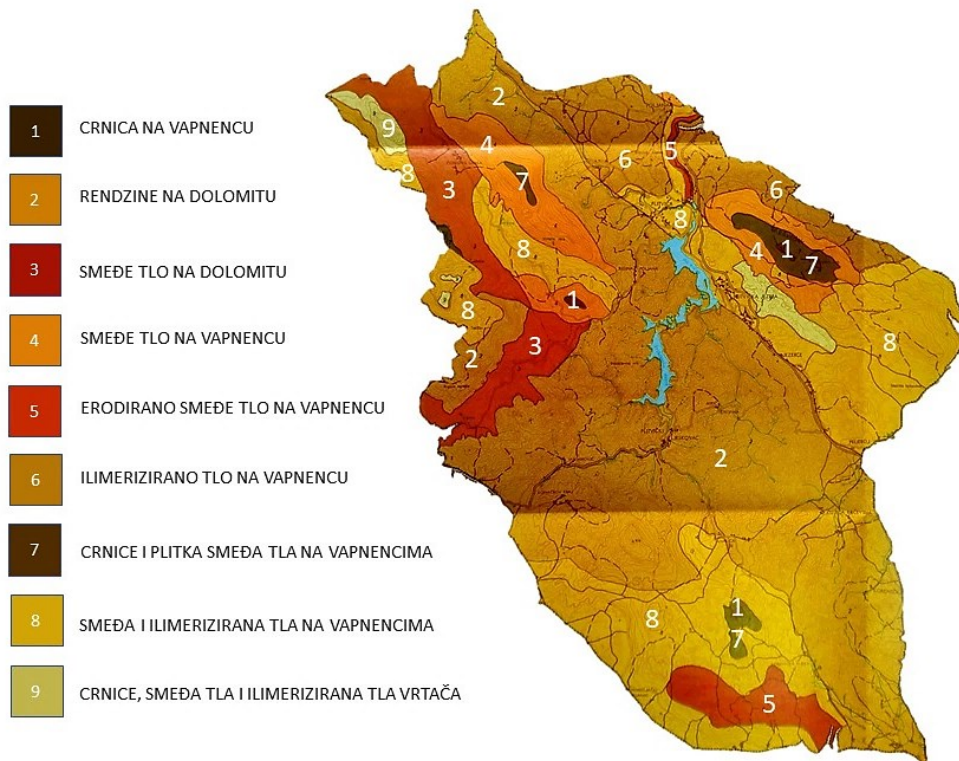 1 CRNICA NA VAPNENCU
2 RENDZINE NA DOLOMITU
3 SMEĐE TLO NA DOLOMITU
4 SMEĐE TLO NA VAPNENCU
5 ERODIRANO SMEĐE TLO NA VAPNENCU
6 ILIMERIZIRANO TLO NA VAPNENCU
7 CRNICE I PLITKA SMEĐA TLA NA VAPNENCIMA
8 SMEĐA I ILIMERIZIRANA TLA NA VAPNENCIMA
9 CRNICE, SMEĐA TLA I ILIMERIZIRANA TLA VRTAČA
2
9
4
6
5
8
7
3
6
8
8
4
1
7
1
8
3
2
8
2
1
8
7
5